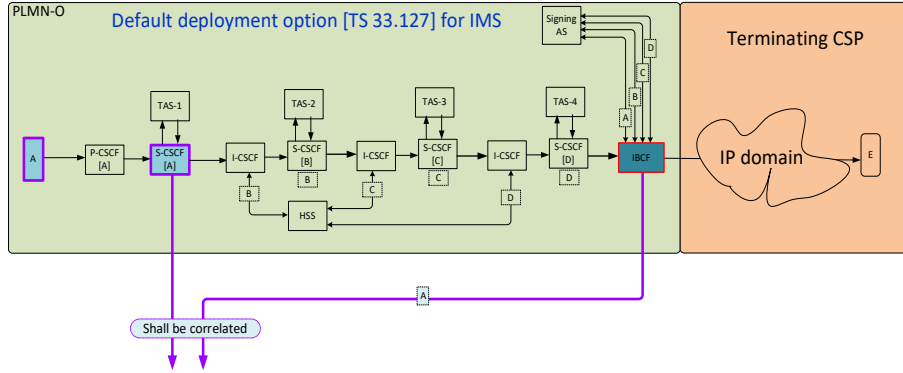 PLMN-O
Default deployment option [TS 33.127] for IMS
Signing
AS
D
C
B
A
Terminating CSP
TAS-1
TAS-2
TAS-3
TAS-4
A
P-CSCF
[A]
S-CSCF
[A]
I-CSCF
S-CSCF
[B]
I-CSCF
S-CSCF
[C]
I-CSCF
S-CSCF
[D]
IBCF
IP domain
E
B
C
D
B
C
D
HSS
A
Shall be correlated